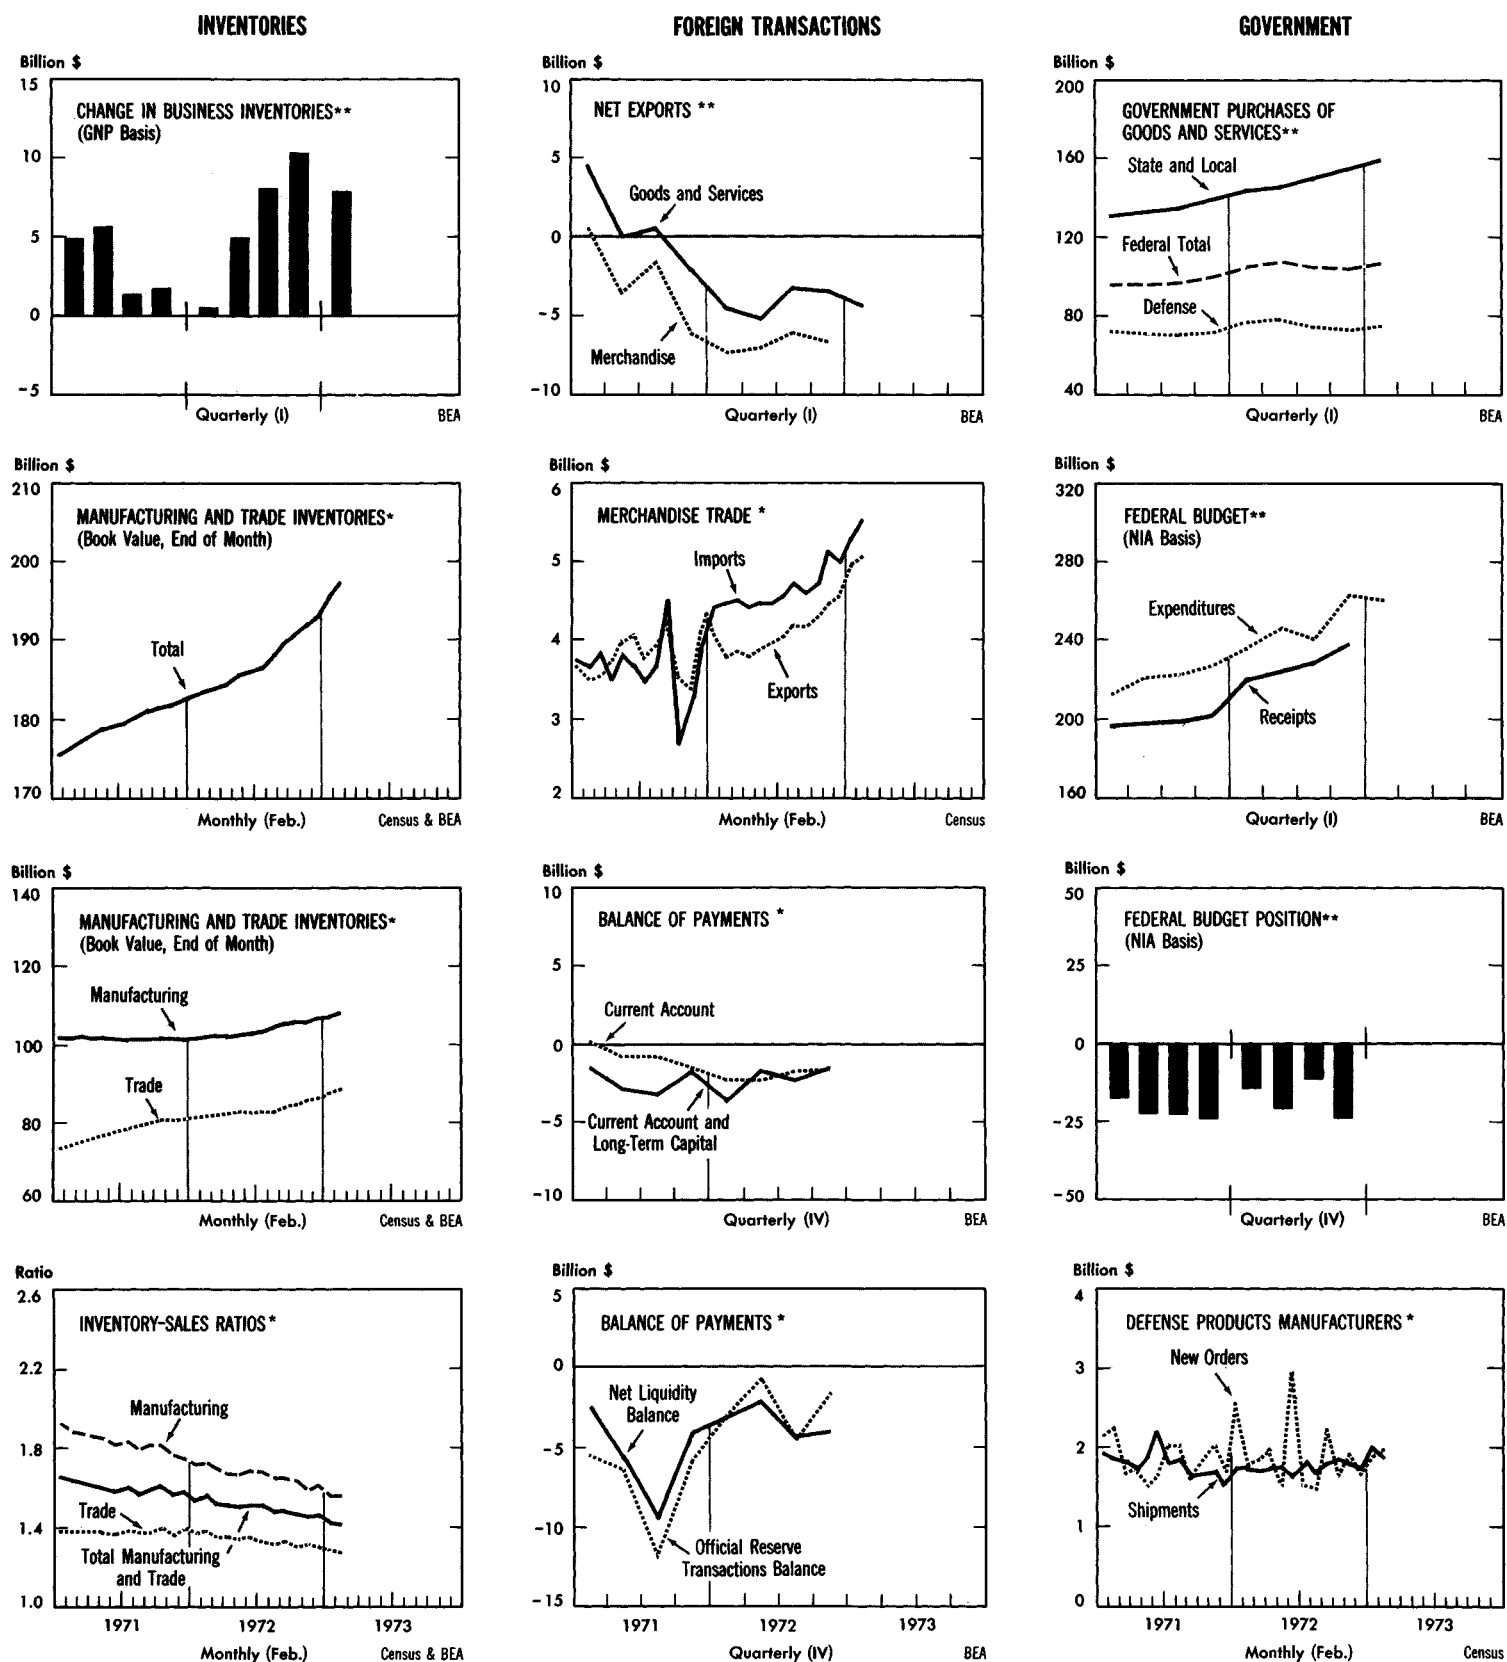 INVENTORIES
Billion $
15
10
5
0
-5
CHANGE IN BUSINESS INVENTORIES**
(GNP Basis)
Quarterly (I)
BEA
Billion $
210
200
190
180
170
MANUFACTURING AND TRADE INVENTORIES*
(Book Value, End of Month)
Total
Monthly (Feb.)
Census & BEA
Billion $
140
120
100
80
60
MANUFACTURING AND TRADE INVENTORIES*
(Book Value, End of Month)
Manufacturing
Trade
Monthly (Feb.)
Census & BEA
Ratio
2.6
2.2
1.8
1.4
1.0
INVENTORY-SALES RATIOS*
Manufacturing
Trade
Total Manufacturing
and Trade
1971
1972
1973
Monthly (Feb.)
Census & BEA
FOREIGN TRANSACTIONS
Billion $
10
5
0
-5
-10
NET EXPORTS **
Goods and Services
Merchandise
Quarterly (I)
BEA
Billion $
6
5
4
3
2
MERCHANDISE TRADE *
Imports
Exports
Monthly (Feb.)
Census
Billion $
10
5
0
-5
-10
BALANCE OF PAYMENTS *
Current Account
Current Account and
Long-Term Capital
Quarterly (IV)
BEA
Billion $
5
0
-5
-10
-15
BALANCE OF PAYMENTS *
Net Liquidity
Balance
Official Reserve
Transactions Balance
1971
1972
1973
Quarterly (IV)
BEA
GOVERNMENT
Billion $
200
160
120
80
40
GOVERNMENT PURCHASES OF
GOODS AND SERVICES**
State and Local
Federal Total
Defense
Quarterly (I)
BEA
Billion $
320
280
240
200
160
FEDERAL BUDGET**
(NIA Basis)
Expenditures
Receipts
Quarterly (I)
BEA
Billion $
50
25
0
-25
-50
FEDERAL BUDGET POSITION**
(NIA Basis)
Quarterly (IV)
BEA
Billion $
4
3
2
1
0
DEFENSE PRODUCTS MANUFACTURERS *
New Orders
Shipments
1971
1972
1973
Monthly (Feb.)
Census